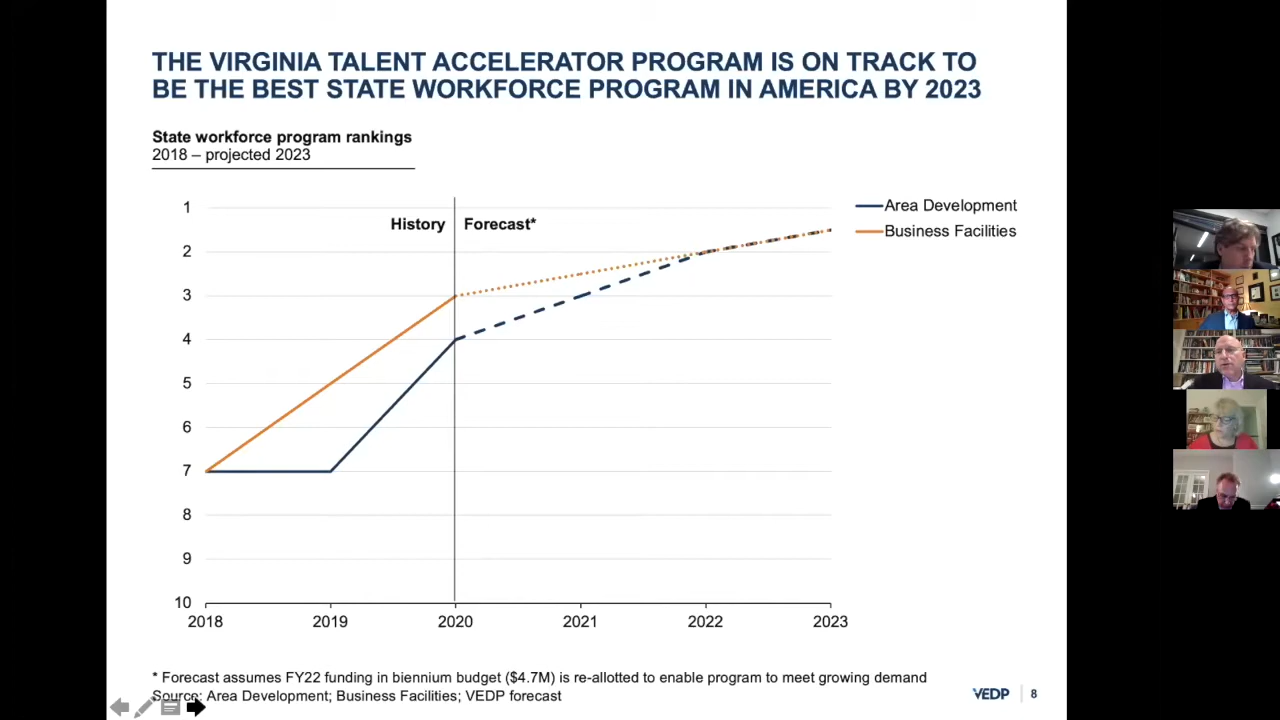 THE VIRGINIA TALENT ACCELERATOR PROGRAM IS ON TRACK TO
BE THE BEST STATE WORKFORCE PROGRAM IN AMERICA BY 2023
State workforce program rankings
2018 – projected 2023
Area Development
Business Facilities
History
Forecast*
1
2
3
4
5
6
7
8
9
10
2018
2019
2020
2021
2022
2023
* Forecast assumes FY22 funding in biennium budget ($4.7M) is re-allotted to enable program to meet growing demand
Source: Area Development; Business Facilities; VEDP forecast
VEDP
8